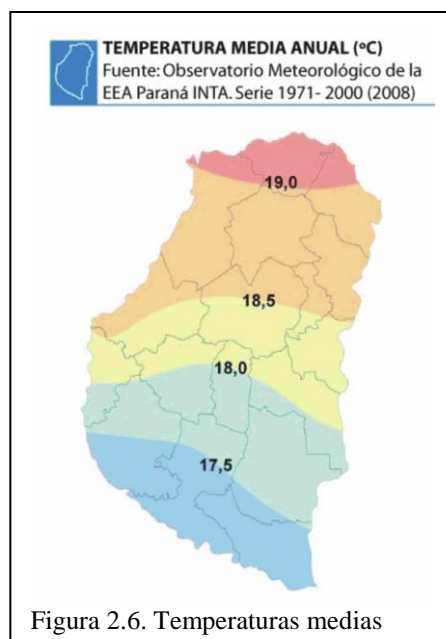 TEMPERATURA MEDIA ANUAL (ºC)
Fuente: Observatorio Meteorológico de la
EEA Paraná INTA. Serie 1971- 2000 (2008)
19,0
18,5
18,0
17,5
Figura 2.6. Temperaturas medias